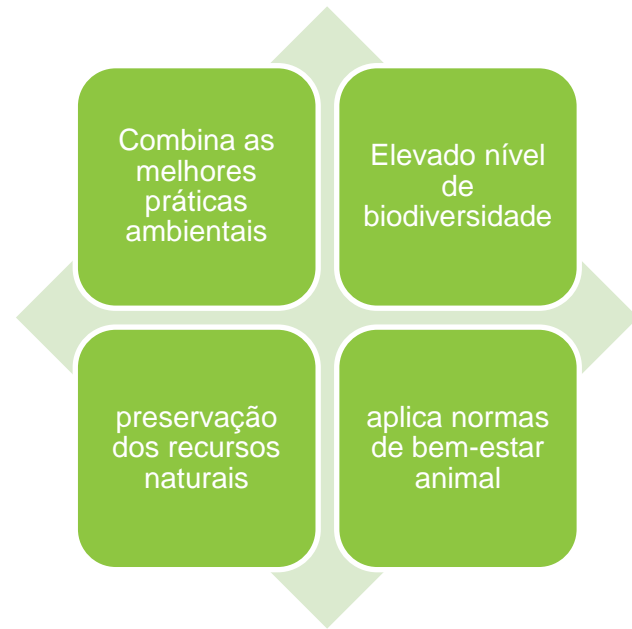 Combina as
melhores
práticas
ambientais
Elevado nível
de
biodiversidade
preservação
dos recursos
naturais
aplica normas
de bem-estar
animal